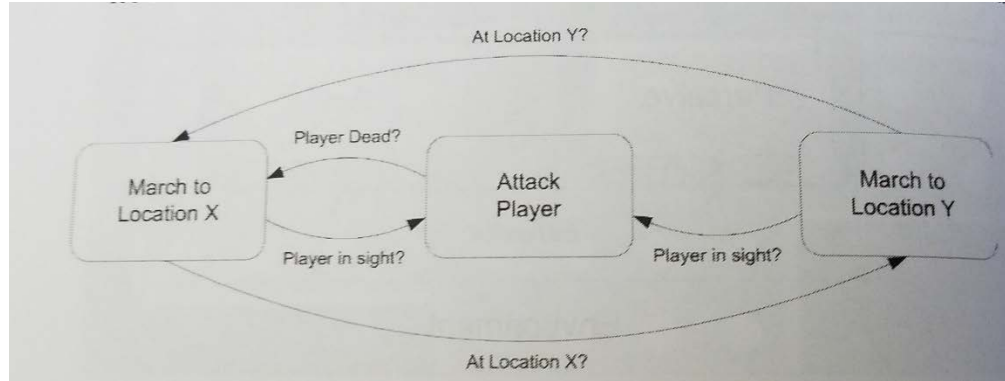 At Location Y?
Player Dead?
March to
Location X
Attack
Player
March to
Location Y
Player in sight?
Player in sight?
At Location X?